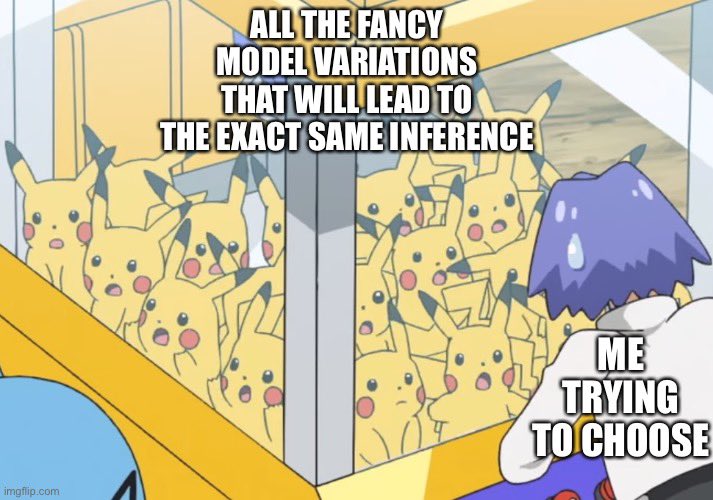 ALL THE FANCY
MODEL VARIATIONS
THAT WILL LEAD TO
THE EXACT SAME INFERENCE
ME
TRYING
TO CHOOSE
imgflip.com